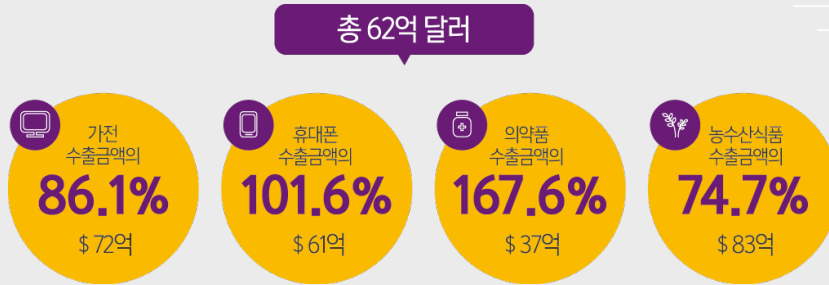 총 62억 달러
가전
수출금액의
86.1%
$ 72억
휴대폰
수출금액의
101.6%
$ 61억
의약품
수출금액의
167.6%
$ 37억
농수산식품
수출금액의
74.7%
$ 83억